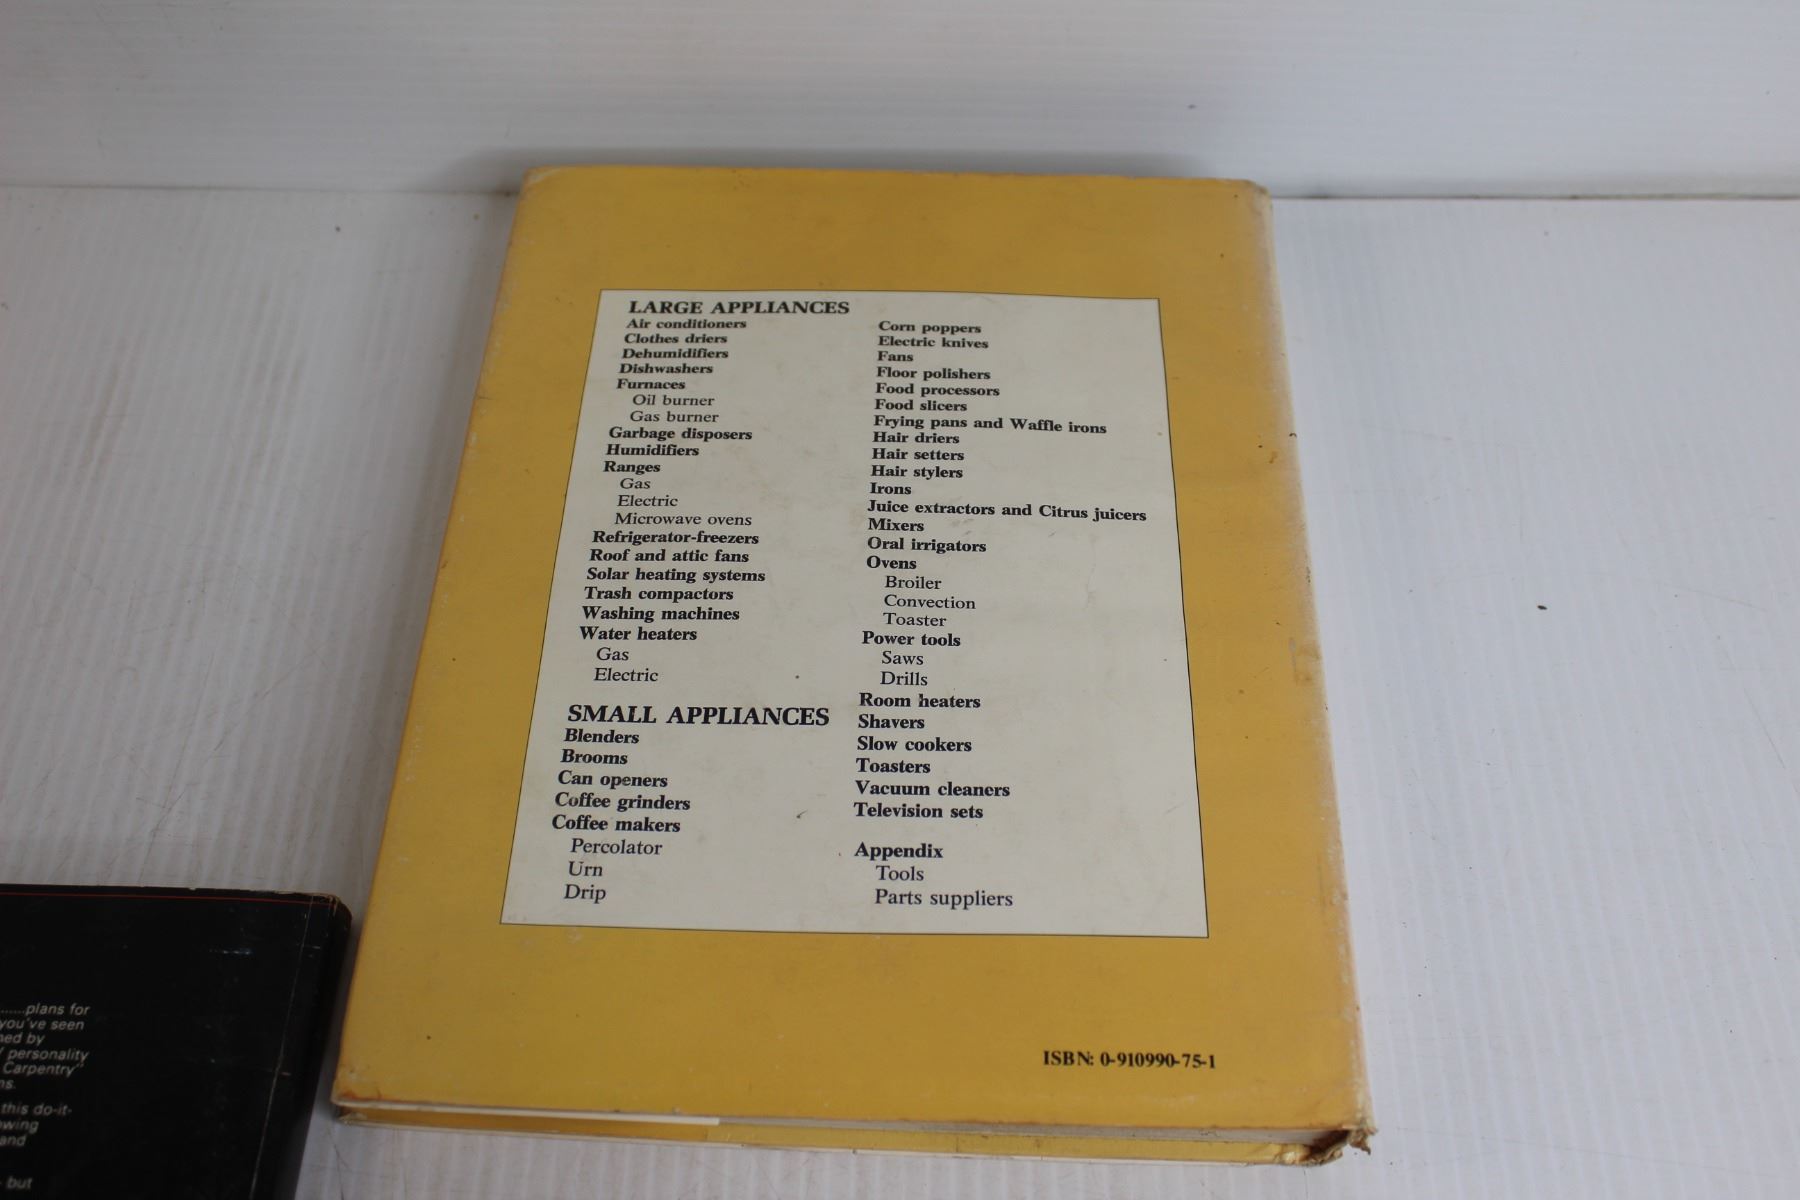 LARGE APPLIANCES
Air conditioners
Clothes driers
Dehumidifiers
Dishwashers
Furnaces
Oil burner
Gas burner
Garbage disposers
Humidifiers
Ranges
Gas
Electric
Microwave ovens
Refrigerator-freezers
Roof and attic fans
Solar heating systems
Trash compactors
Washing machines
Water heaters
Gas
Electric
SMALL APPLIANCES
Blenders
Brooms
Can openers
Coffee grinders
Coffee makers
Percolator
Urn
Drip
Corn poppers
Electric knives
Fans
Floor polishers
Food processors
Food slicers
Frying pans and Waffle irons
Hair driers
Hair setters
Hair stylers
Irons
Juice extractors and Citrus juicers
Mixers
Oral irrigators
Ovens
Broiler
Convection
Toaster
Power tools
Saws
Drills
Room heaters
Shavers
Slow cookers
Toasters
Vacuum cleaners
Television sets
Appendix
Tools
Parts suppliers
ISBN: 0-910990-75-1
......plans for
you've seen
by
personality
Carpentry"
this do-it-
and
but